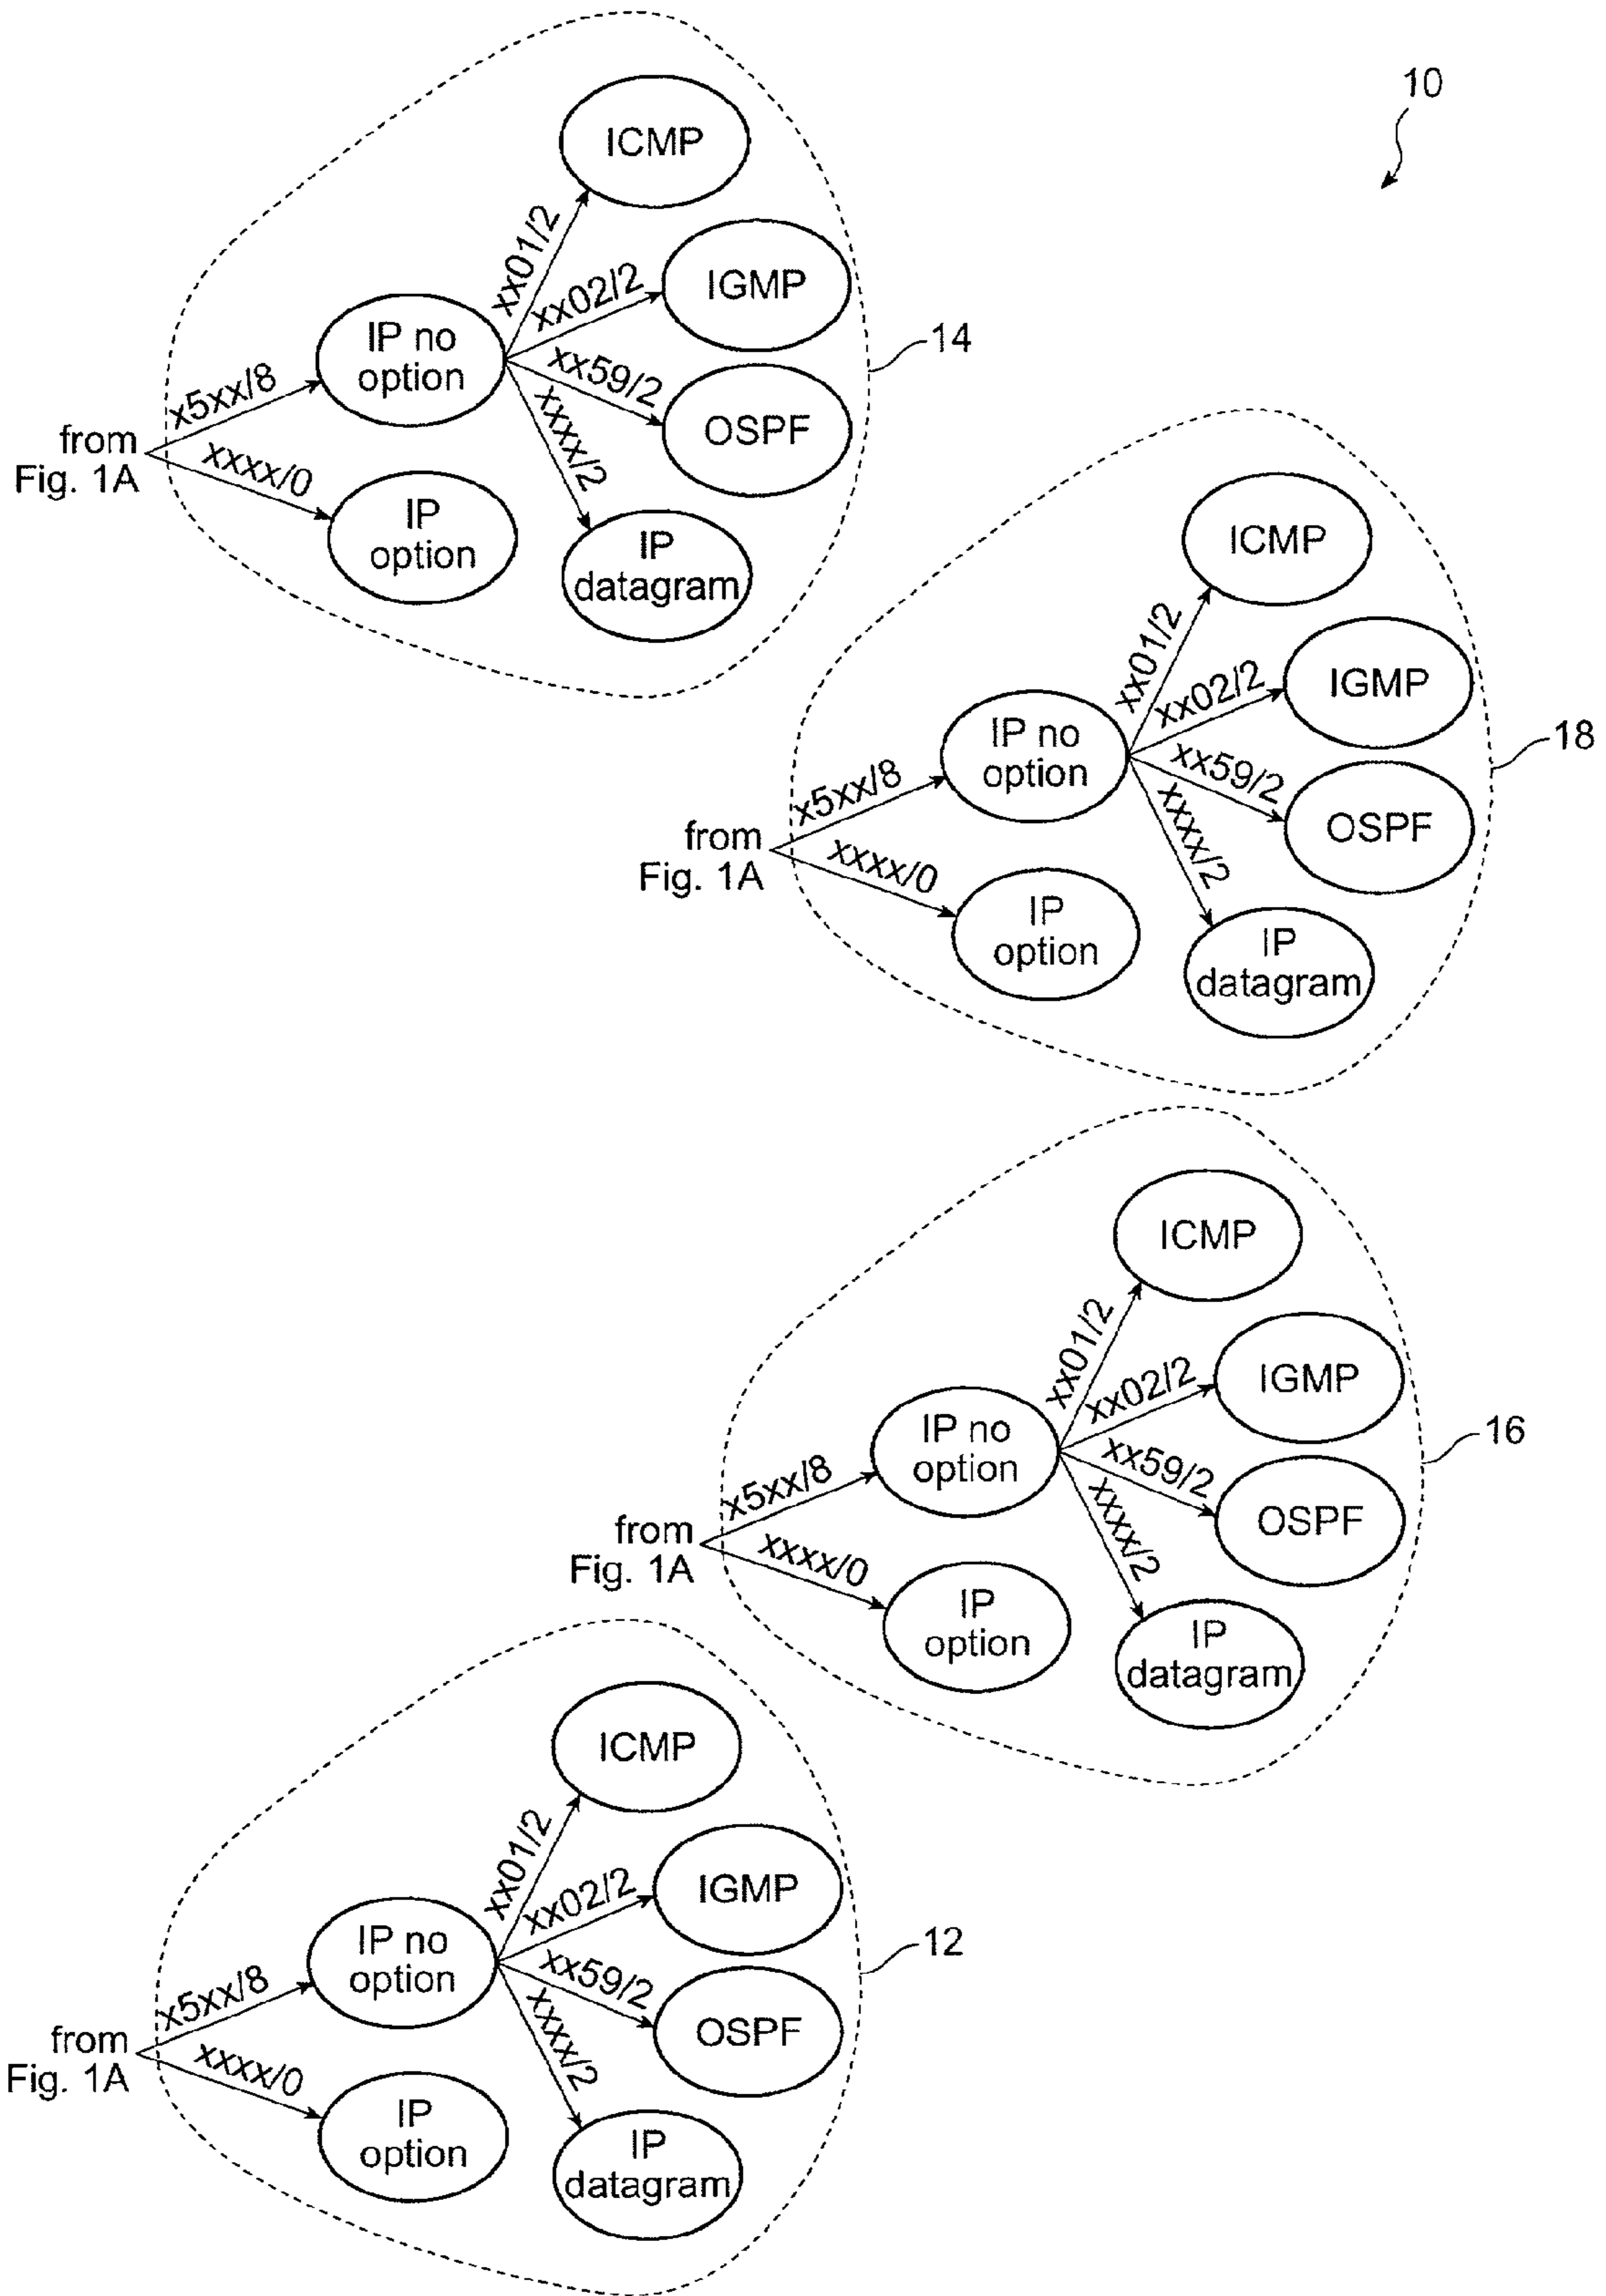 10
ICMP
xx01/2
IGMP
xx02/2
IP no
option
14
xx59/2
x5xx/8
OSPF
xxxx/2
from
Fig. 1A
xxxx/0
IP
option
IP
datagram
ICMP
xx01/2
IGMP
xx02/2
IP no
option
18
xx59/2
x5xx/8
OSPF
xxxx/2
from
Fig. 1A
xxxx/0
IP
option
IP
datagram
ICMP
xx01/2
IGMP
xx02/2
IP no
option
16
xx59/2
x5xx/8
OSPF
xxxx/2
from
Fig. 1A
xxxx/0
IP
option
IP
datagram
ICMP
xx01/2
IGMP
xx02/2
IP no
option
12
xx59/2
x5xx/8
OSPF
xxxx/2
from
Fig. 1A
xxxx/0
IP
option
IP
datagram